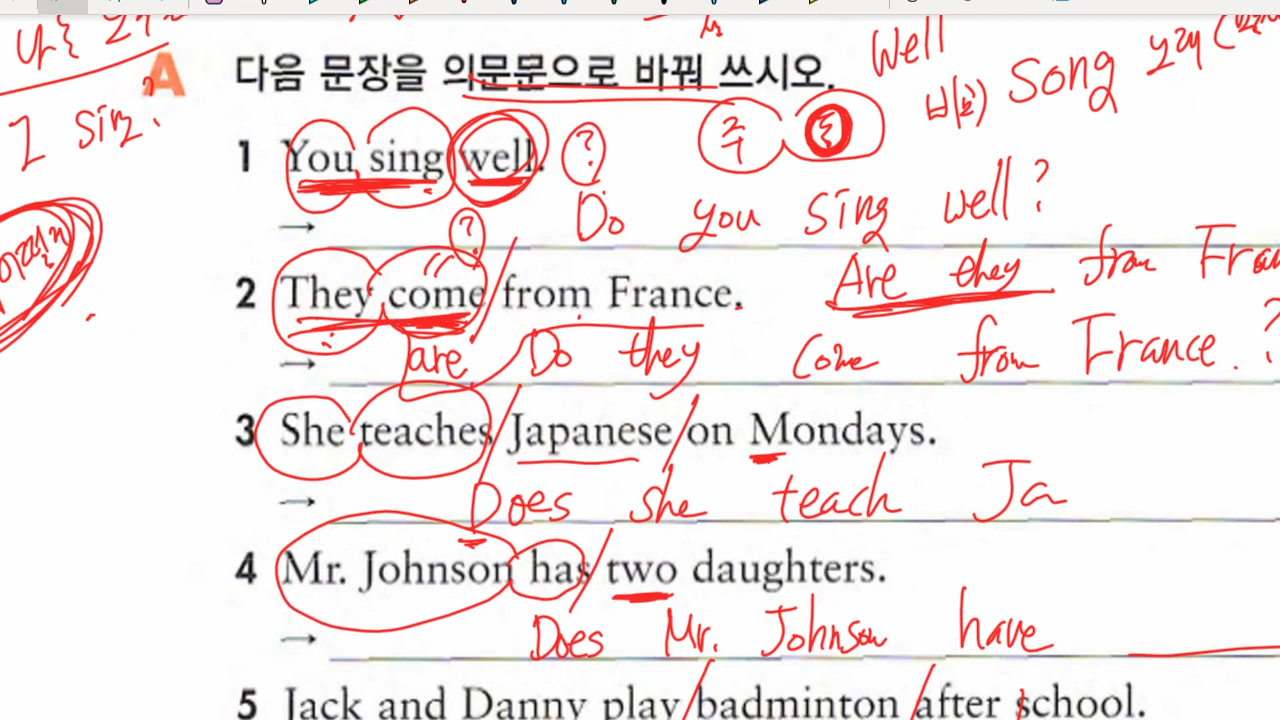 Well
A 다음 문장을 의문문으로 바꿔 쓰시오.
Song
I sing?
주 동
1 You sing well. ?
→ Do you sing well?
?
2 They come from France. Are they from Fran
→ are Do they come from France.?
3 She teaches Japanese on Mondays.
→ Does she teach Ja
4 Mr. Johnson has two daughters.
→ Does Mr. Johnson have
5 Jack and Danny play badminton after school.